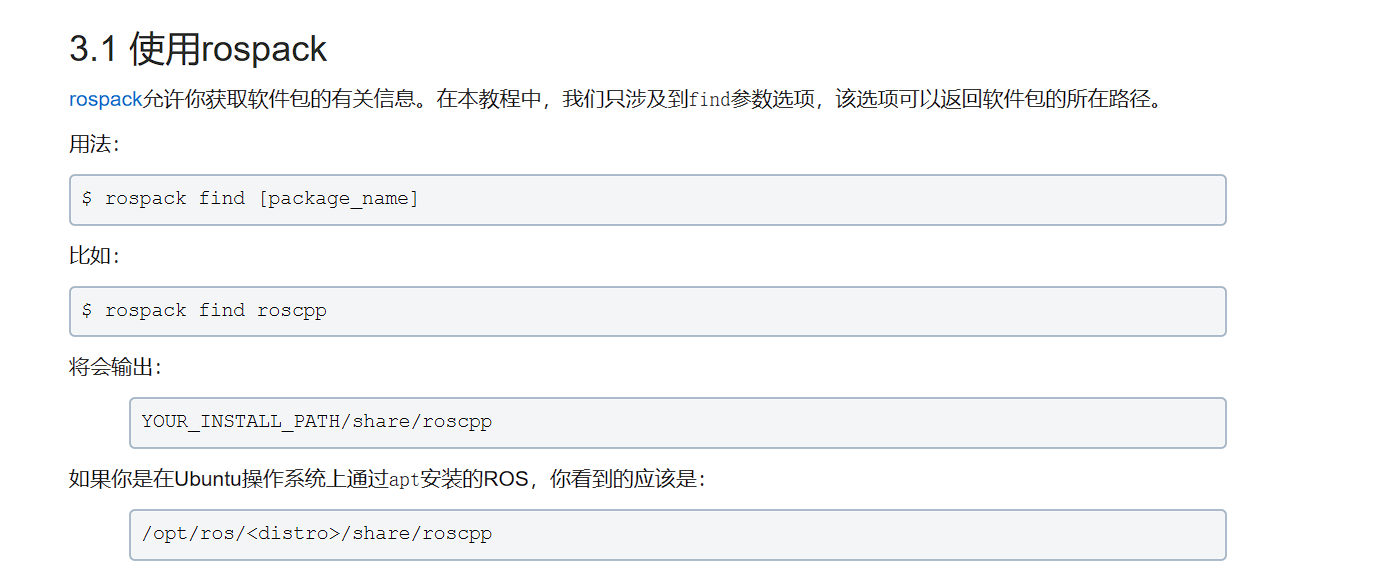 3.1 使用rospack
rospack允许你获取软件包的有关信息。在本教程中，我们只涉及到find参数选项，该选项可以返回软件包的所在路径。
用法：
$ rospack find [package_name]
比如：
$ rospack find roscpp
将会输出：
YOUR_INSTALL_PATH/share/roscpp
如果你是在Ubuntu操作系统上通过apt安装的ROS，你看到的应该是：
/opt/ros/<distro>/share/roscpp